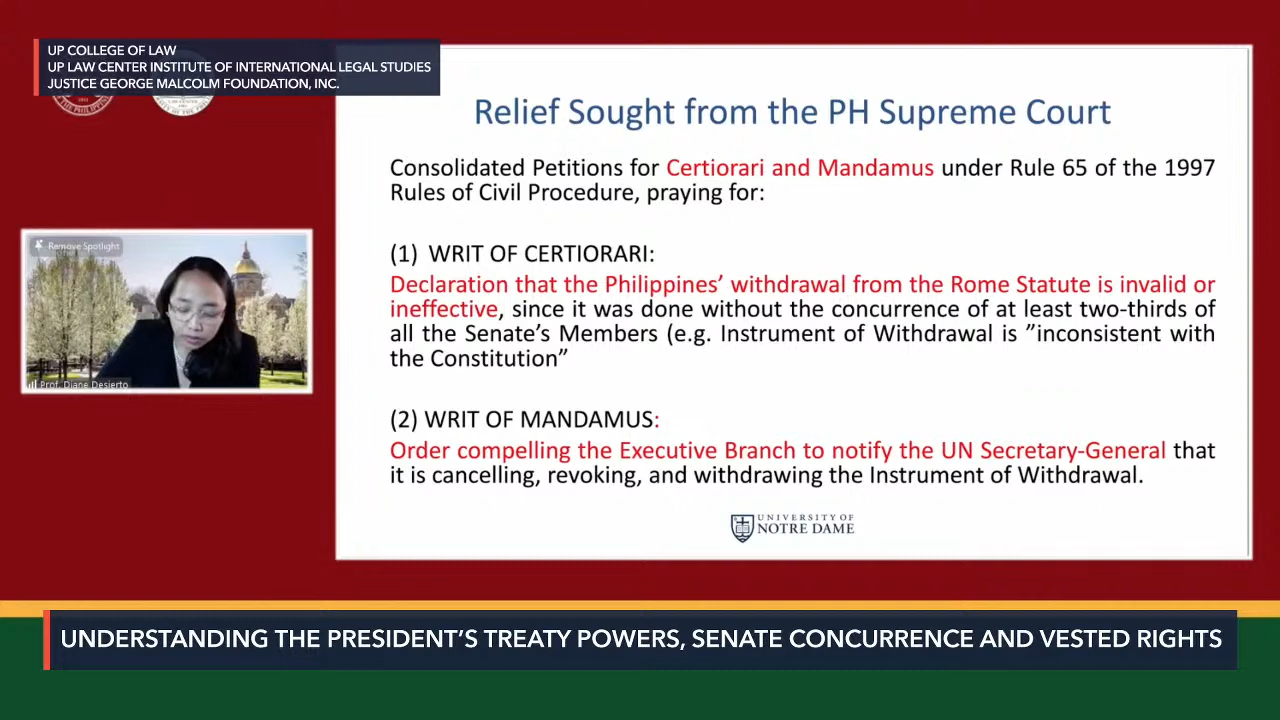 UP COLLEGE OF LAW
UP LAW CENTER INSTITUTE OF INTERNATIONAL LEGAL STUDIES
JUSTICE GEORGE MALCOLM FOUNDATION, INC.
Relief Sought from the PH Supreme Court
Consolidated Petitions for Certiorari and Mandamus under Rule 65 of the 1997
Rules of Civil Procedure, praying for:
(1) WRIT OF CERTIORARI:
Declaration that the Philippines’ withdrawal from the Rome Statute is invalid or
ineffective, since it was done without the concurrence of at least two-thirds of
all the Senate’s Members (e.g. Instrument of Withdrawal is ”inconsistent with
the Constitution”
(2) WRIT OF MANDAMUS:
Order compelling the Executive Branch to notify the UN Secretary-General that
it is cancelling, revoking, and withdrawing the Instrument of Withdrawal.
UNIVERSITY OF
NOTRE DAME
Remove Spotlight
Prof. Diane Desierto
UNDERSTANDING THE PRESIDENT’S TREATY POWERS, SENATE CONCURRENCE AND VESTED RIGHTS